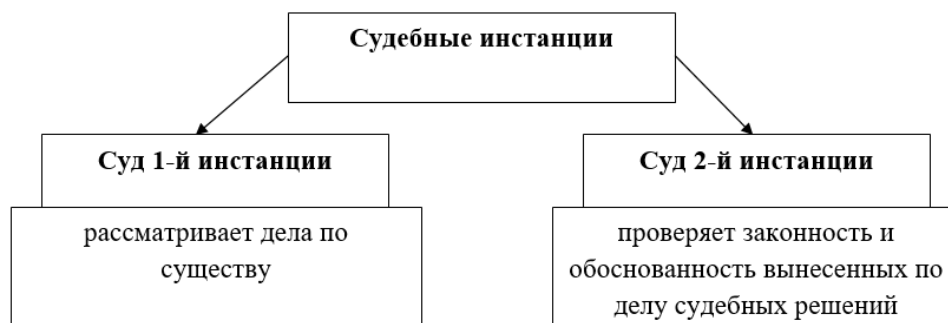 Судебные инстанции
Суд 1-й инстанции
рассматривает дела по
существу
Суд 2-й инстанции
проверяет законность и
обоснованность вынесенных по
делу судебных решений